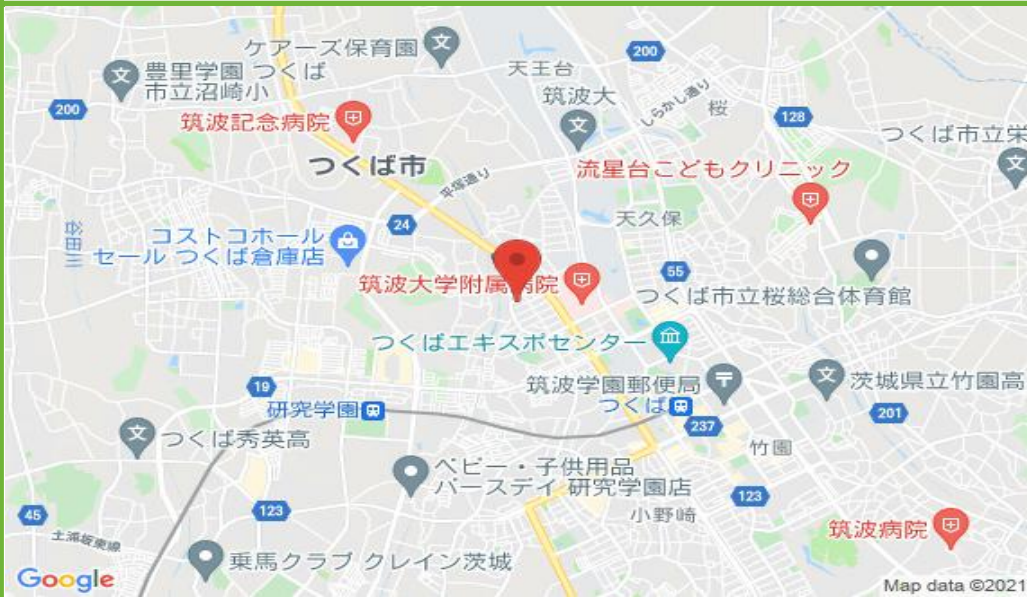 ケアーズ保育園
200
豊里学園 つくば
市立沼崎小
天王台
筑波大
しらかし通り
桜
200
筑波記念病院
128
つくば市立栄
つくば市
平塚通り
流星台こどもクリニック
天久保
谷田川
コストコホール
セール つくば倉庫店
24
筑波大学附属病院
55
つくば市立桜総合体育館
つくばエキスポセンター
筑波学園郵便局
茨城県立竹園高
19
研究学園
つくば
201
237
つくば秀英高
竹園
ベビー・子供用品
バースデイ 研究学園店
123
45
123
小野崎
土浦坂東線
筑波病院
乗馬クラブ クレイン茨城
Google
Map data ©2021